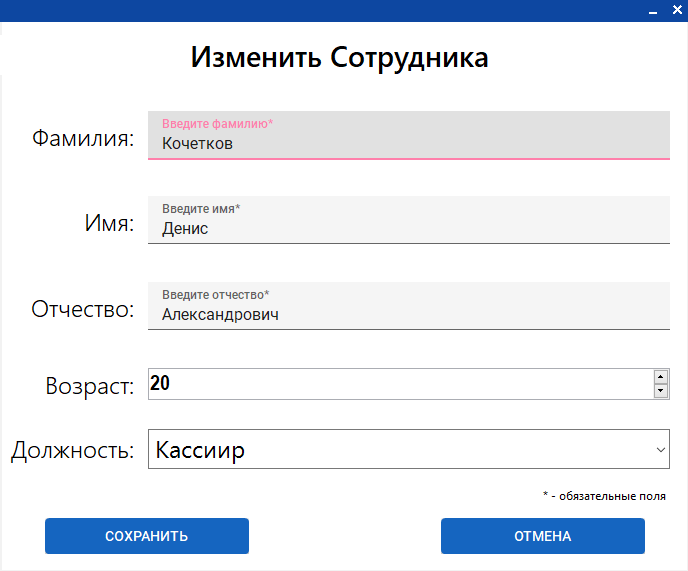 Изменить Сотрудника
Введите фамилию*
Фамилия: Кочетков
Введите имя*
Имя: Денис
Введите отчество*
Отчество: Александрович
Возраст: 20
Должность: Кассиир
* - обязательные поля
СОХРАНИТЬ ОТМЕНА